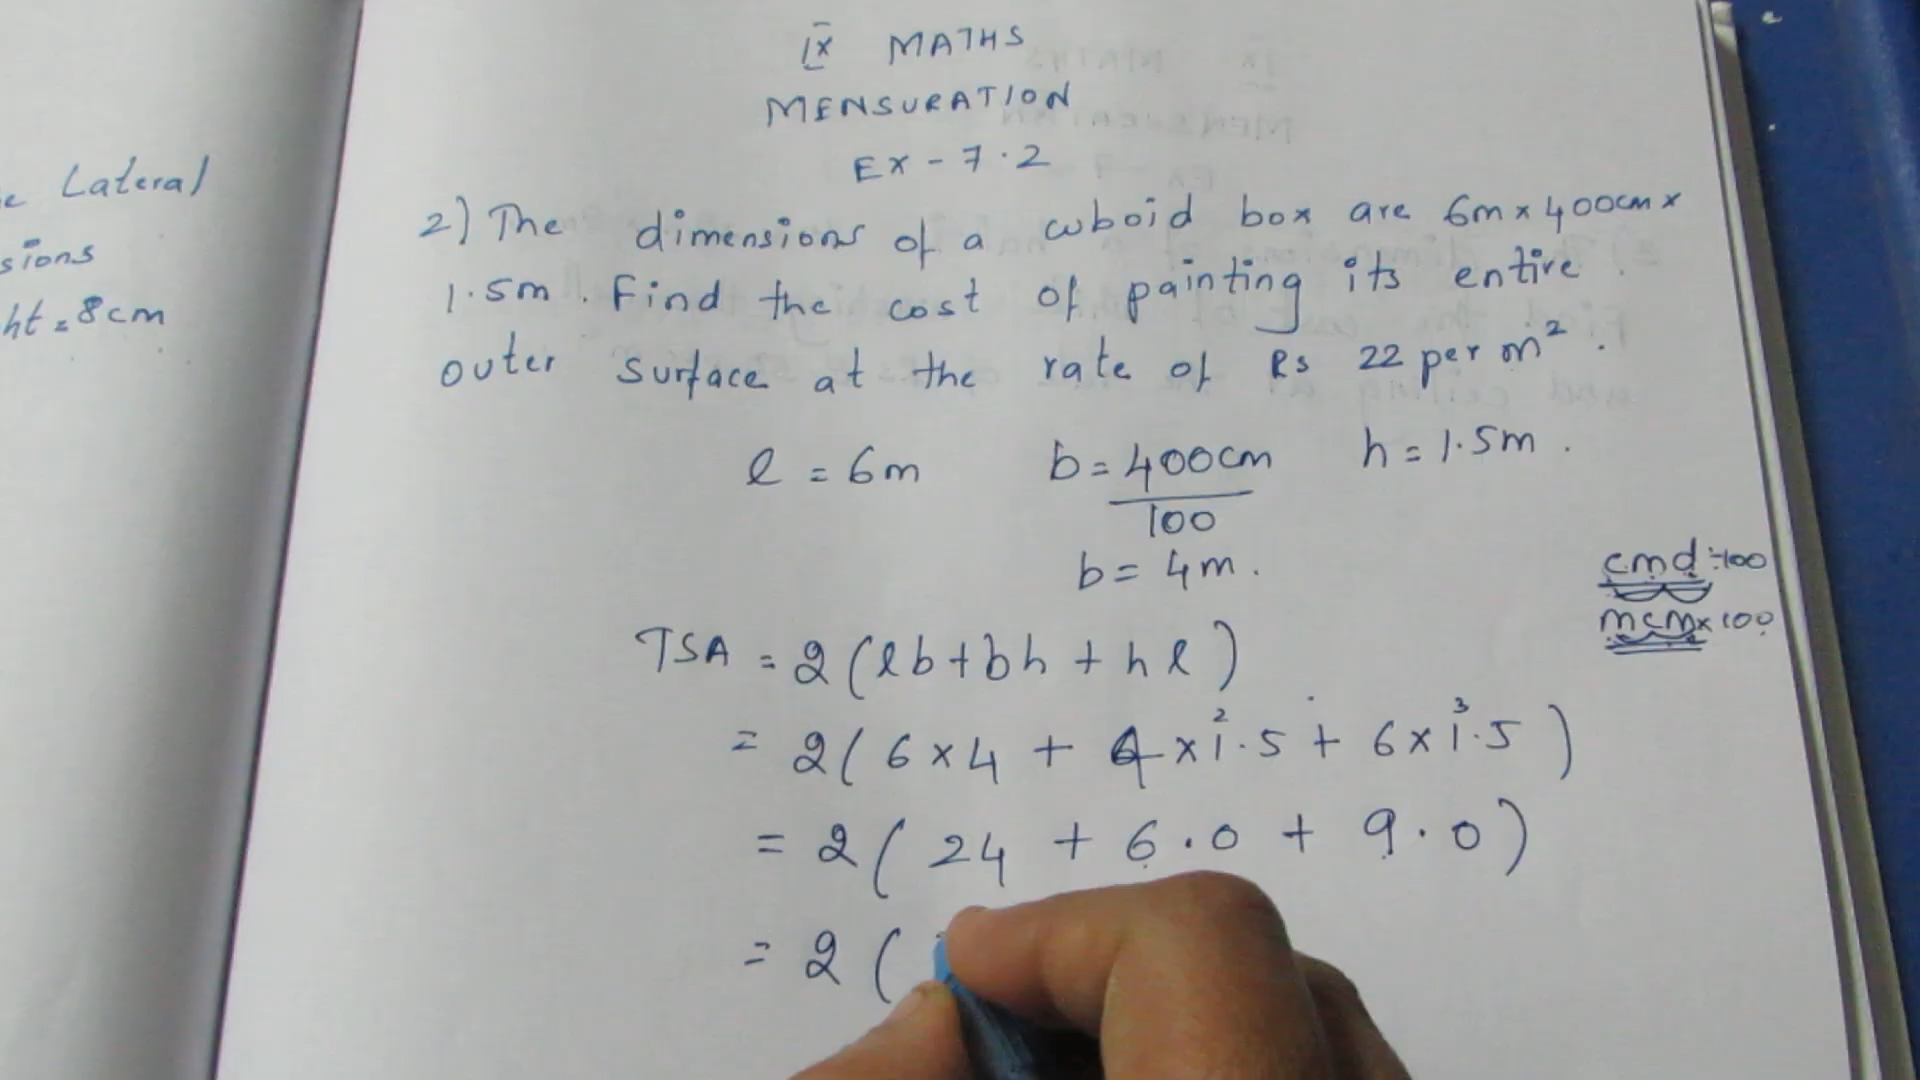 e Lateral
sions
ht = 8cm
IX MATHS
MENSURATION
EX - 7.2
2) The dimensions of a cuboid box are 6m x 400cm x
1.5m. Find the cost of painting its entire
outer surface at the rate of Rs 22 per m².
l = 6m b = 400cm h = 1.5m.
100
b = 4m.
cmd ÷100
mcmx100
TSA = 2(lb+bh+hl)
= 2(6x4 + 4x1.5 + 6x1.5)
= 2(24 + 6.0 + 9.0)
= 2(